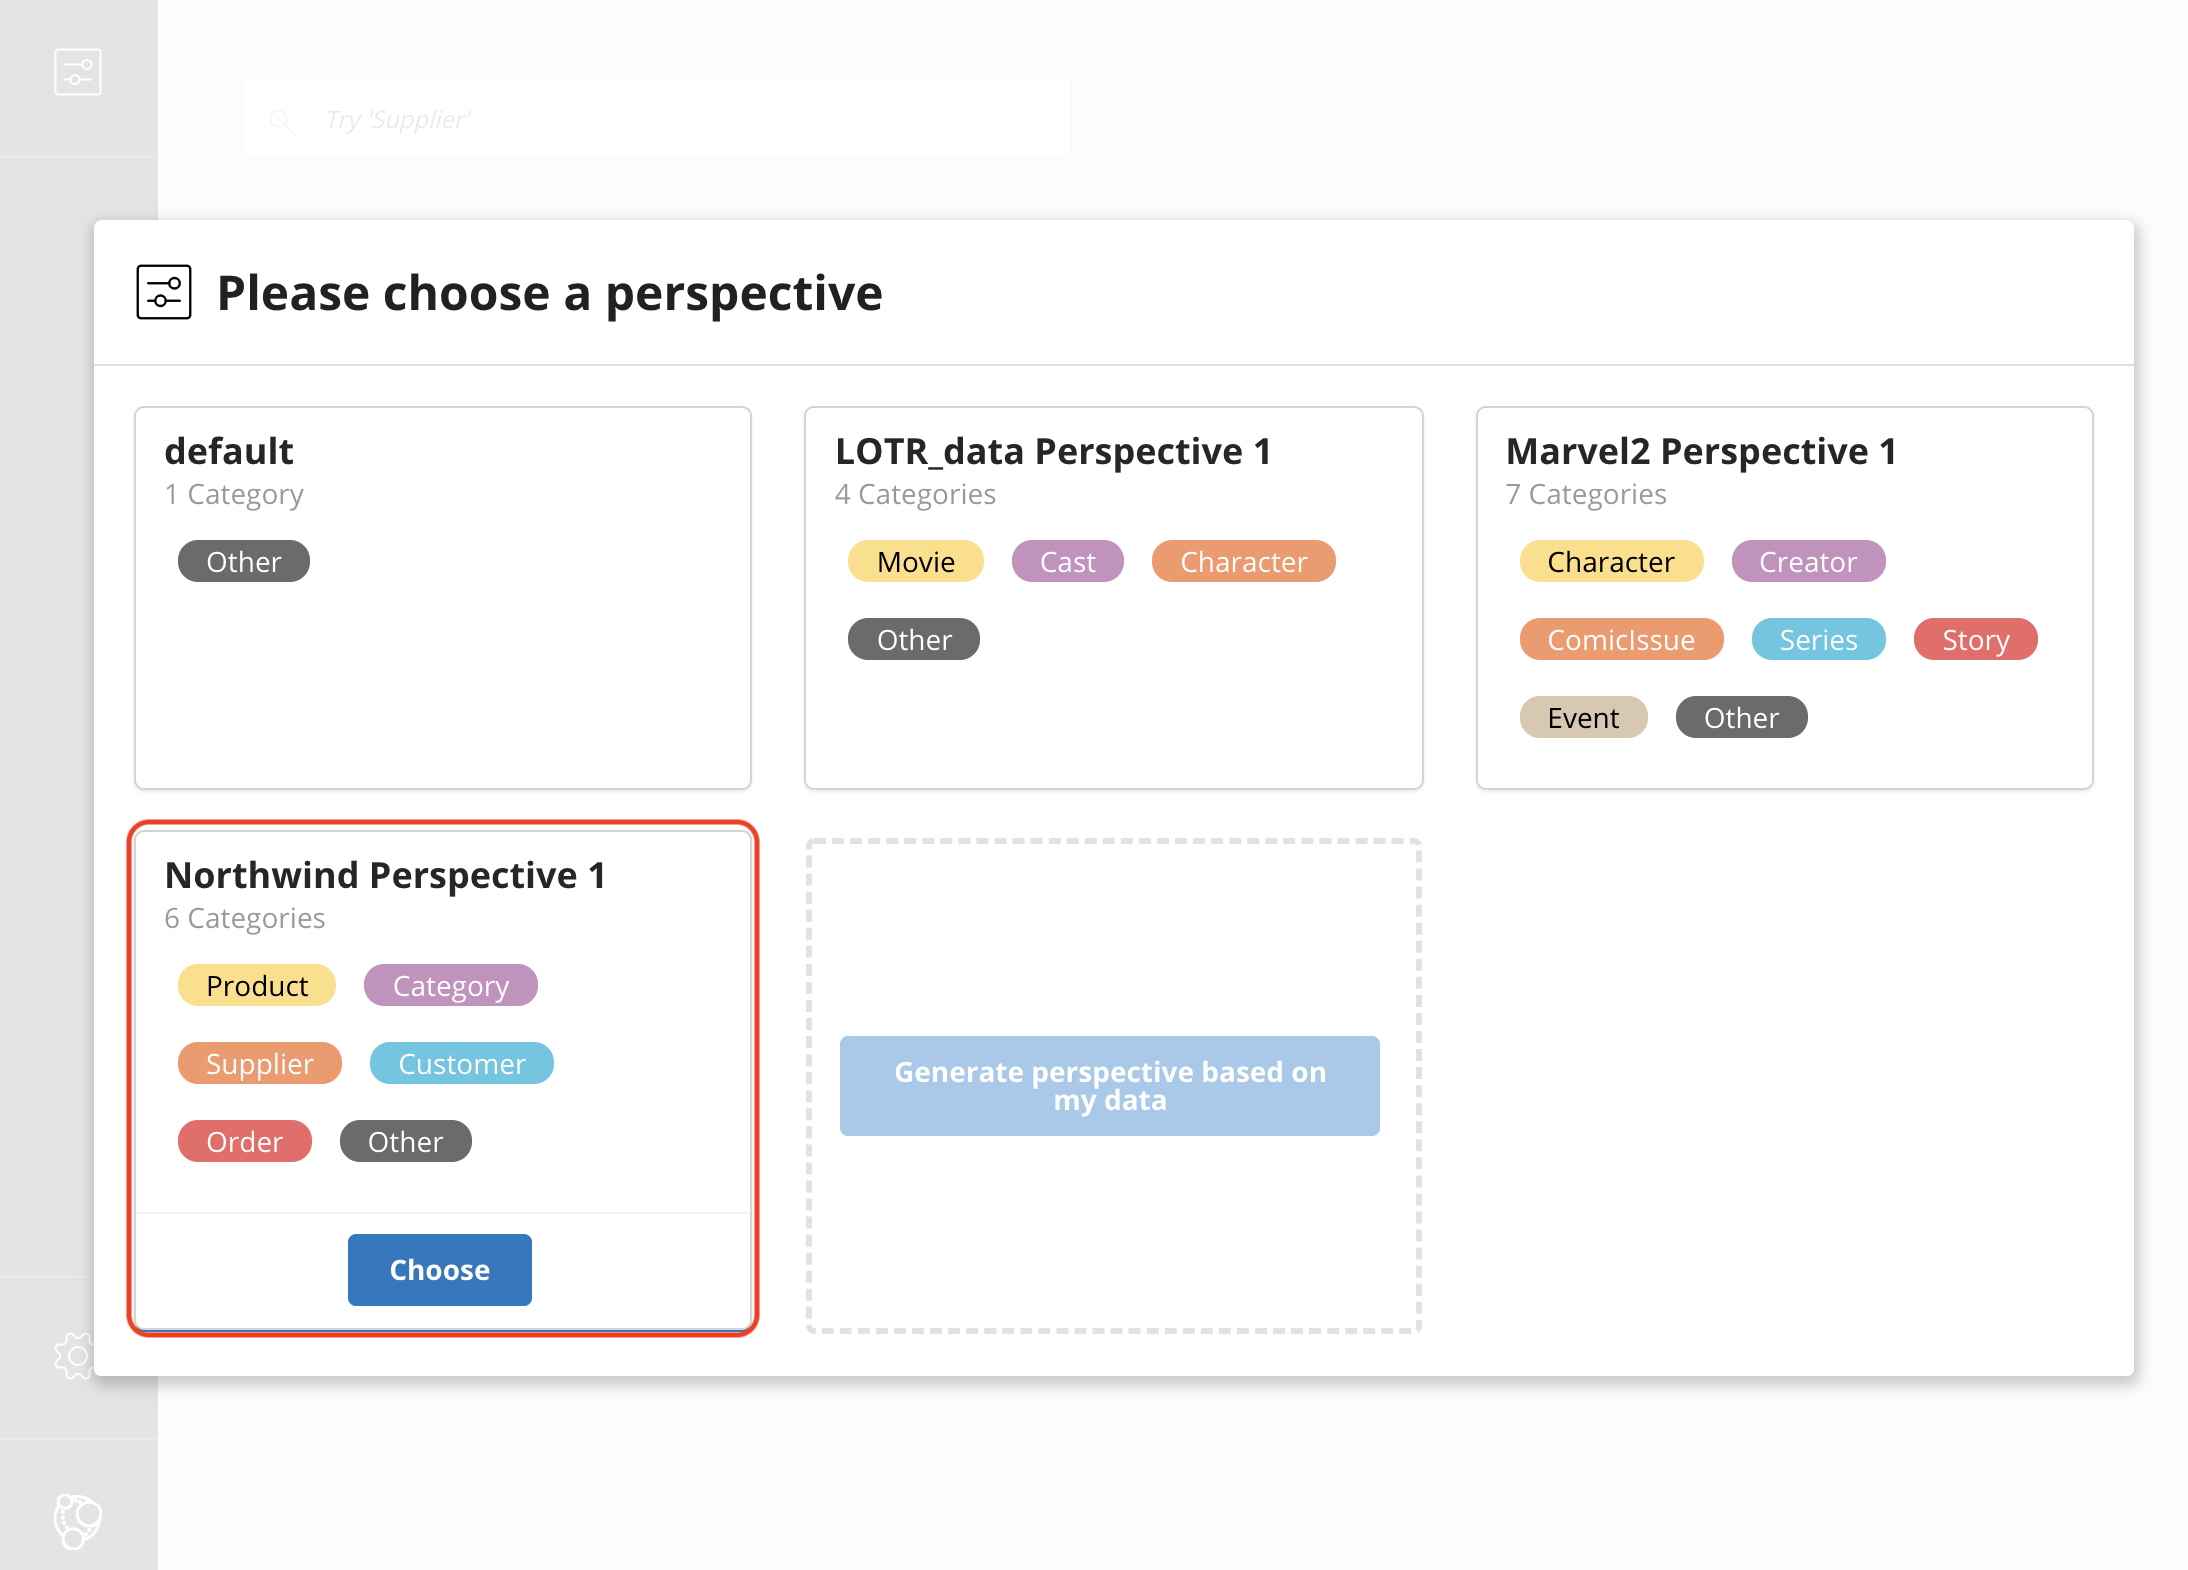 Try 'Supplier'
Please choose a perspective
default
1 Category
Other
LOTR_data Perspective 1
4 Categories
Movie Cast Character
Other
Marvel2 Perspective 1
7 Categories
Character Creator
ComicIssue Series Story
Event Other
Northwind Perspective 1
6 Categories
Product Category
Supplier Customer
Order Other
Choose
Generate perspective based on
my data